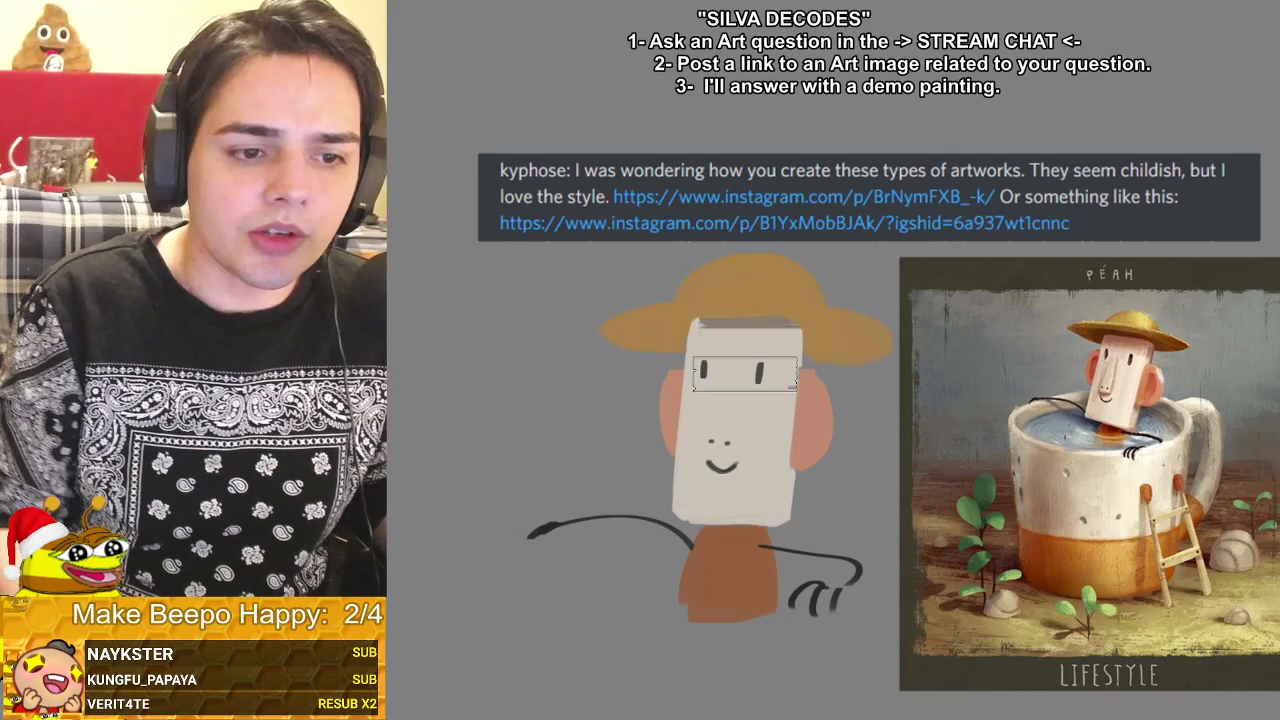 "SILVA DECODES"
1- Ask an Art question in the -> STREAM CHAT <-
2- Post a link to an Art image related to your question.
3- I'll answer with a demo painting.
kyphose: I was wondering how you create these types of artworks. They seem childish, but I
love the style. https://www.instagram.com/p/BrNymFXB_-k/ Or something like this:
https://www.instagram.com/p/B1YxMobBJAk/?igshid=6a937wt1cnnc
PÉAH
LIFESTYLE
Make Beepo Happy: 2/4
NAYKSTER SUB
KUNGFU_PAPAYA SUB
VERIT4TE RESUB X2